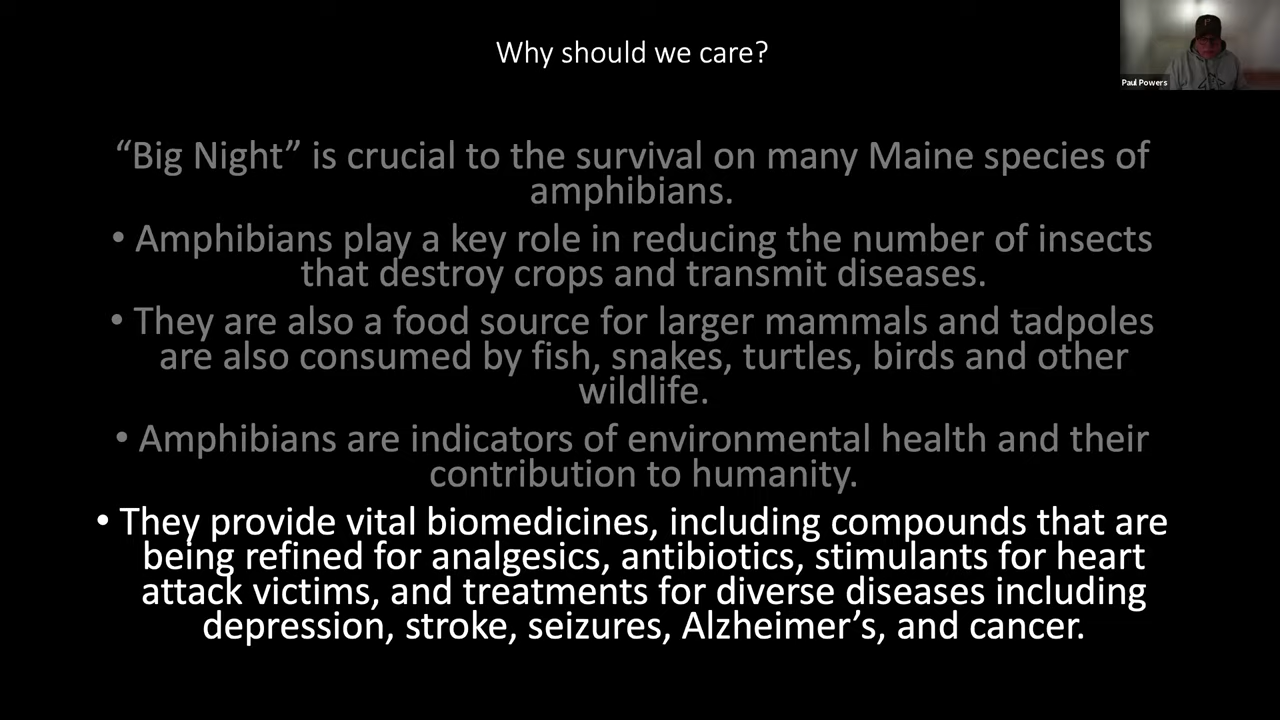 Why should we care?
Paul Powers
“Big Night” is crucial to the survival on many Maine species of
amphibians.
• Amphibians play a key role in reducing the number of insects
that destroy crops and transmit diseases.
• They are also a food source for larger mammals and tadpoles
are also consumed by fish, snakes, turtles, birds and other
wildlife.
• Amphibians are indicators of environmental health and their
contribution to humanity.
• They provide vital biomedicines, including compounds that are
being refined for analgesics, antibiotics, stimulants for heart
attack victims, and treatments for diverse diseases including
depression, stroke, seizures, Alzheimer’s, and cancer.